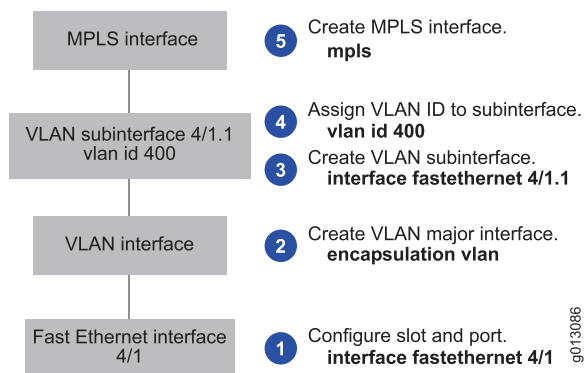 MPLS interface
5
Create MPLS interface.
mpls
VLAN subinterface 4/1.1
vlan id 400
4
Assign VLAN ID to subinterface.
vlan id 400
3
Create VLAN subinterface.
interface fastethernet 4/1.1
VLAN interface
2
Create VLAN major interface.
encapsulation vlan
Fast Ethernet interface
4/1
1
Configure slot and port.
interface fastethernet 4/1
g013086